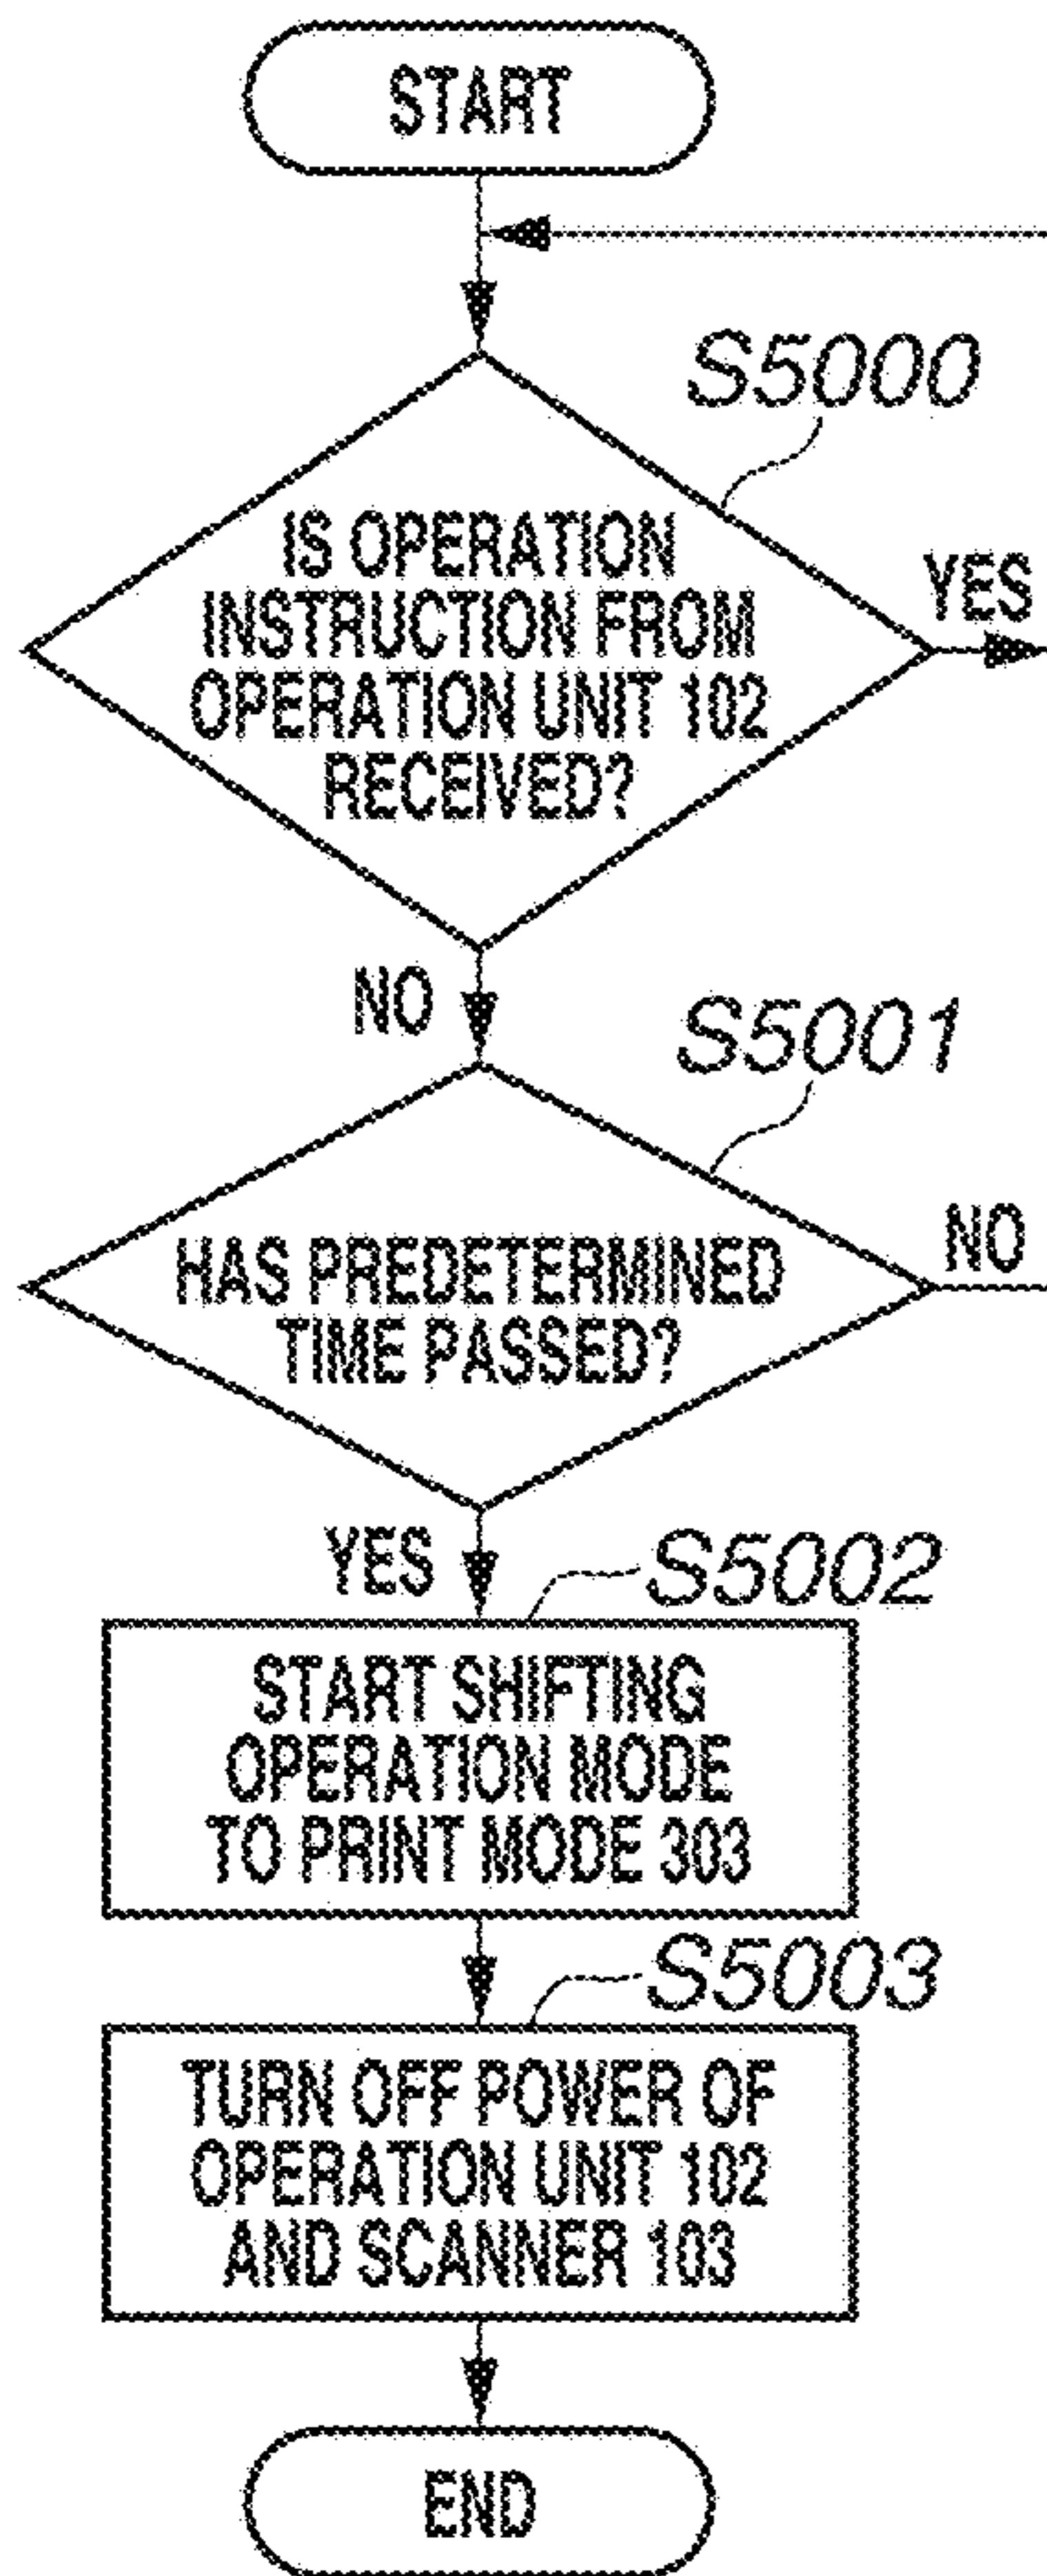 START
S5000
IS OPERATION
INSTRUCTION FROM
OPERATION UNIT 102
RECEIVED?
YES
NO
S5001
HAS PREDETERMINED
TIME PASSED?
NO
YES
S5002
START SHIFTING
OPERATION MODE
TO PRINT MODE 303
S5003
TURN OFF POWER OF
OPERATION UNIT 102
AND SCANNER 103
END